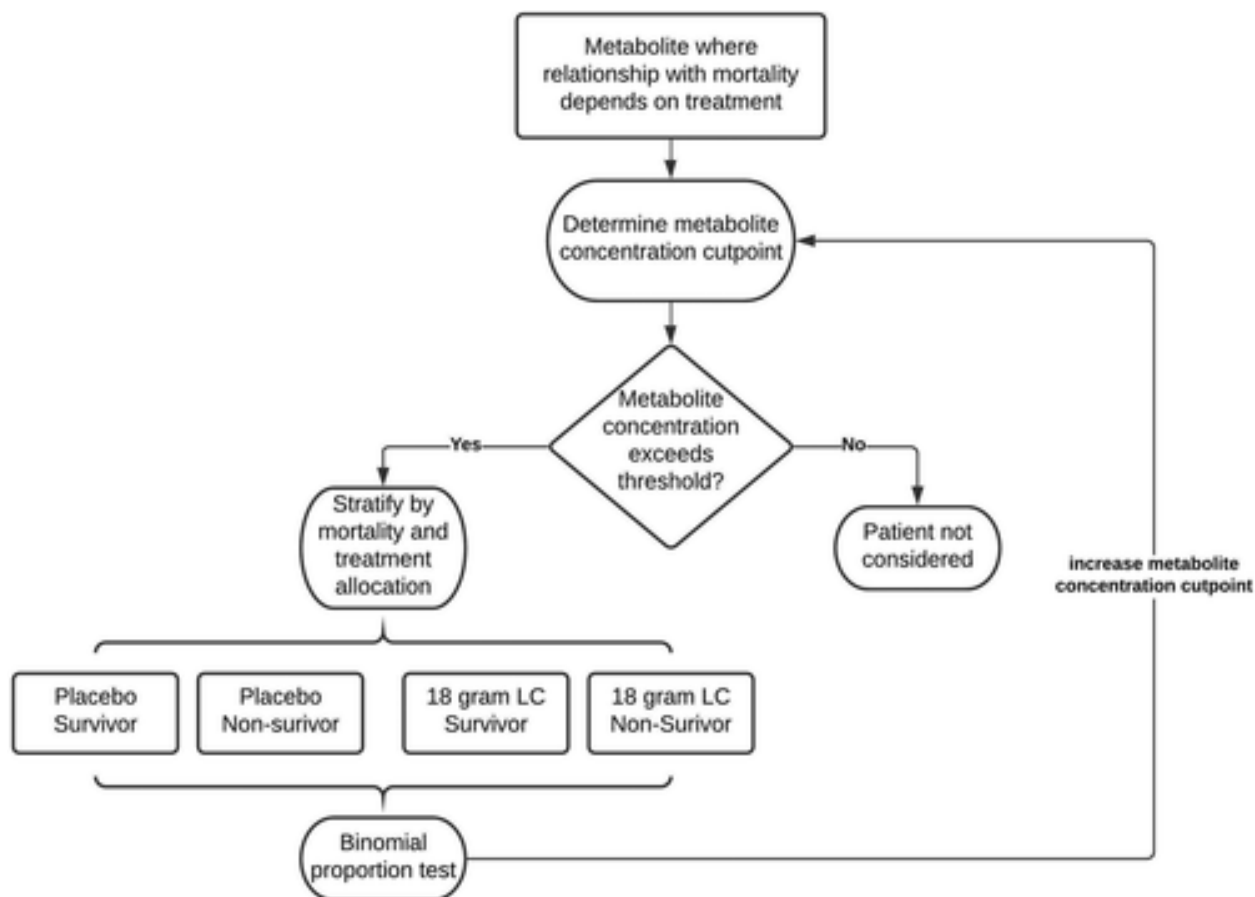 Metabolite where
relationship with mortality
depends on treatment
Determine metabolite
concentration cutpoint
Metabolite
concentration
exceeds
threshold?
Yes
No
Stratify by
mortality and
treatment
allocation
Patient not
considered
increase metabolite
concentration cutpoint
Placebo
Survivor
Placebo
Non-surivor
18 gram LC
Survivor
18 gram LC
Non-Surivor
Binomial
proportion test